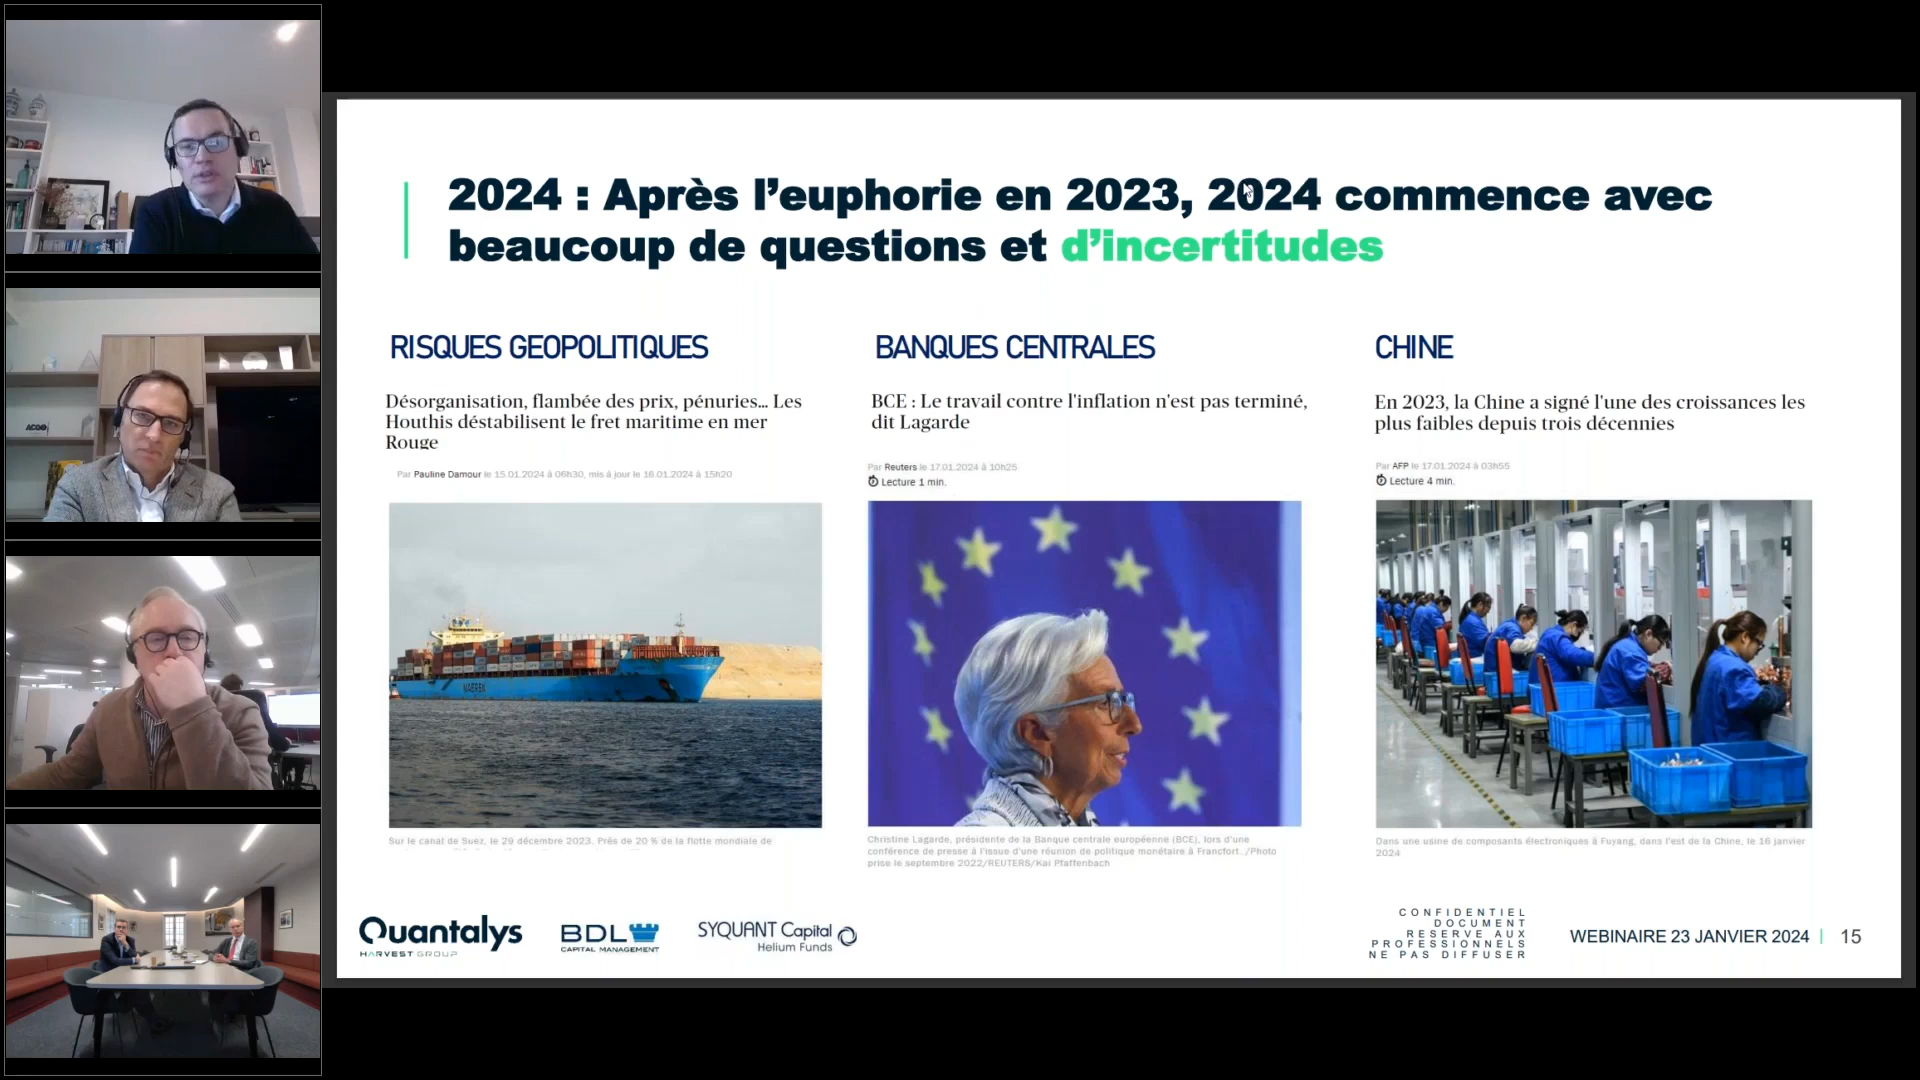 2024 : Après l'euphorie en 2023, 2024 commence avec
beaucoup de questions et d'incertitudes
RISQUES GEOPOLITIQUES
Désorganisation, flambée des prix, pénuries... Les
Houthis déstabilisent le fret maritime en mer
Rouge
Par Pauline Damour le 15.01.2024 à 06h30, mis à jour le 16.01.2024 à 15h20
MAERSK
Sur le canal de Suez, le 29 décembre 2023. Près de 20 % de la flotte mondiale de
BANQUES CENTRALES
BCE : Le travail contre l'inflation n'est pas terminé,
dit Lagarde
Par Reuters le 17.01.2024 à 10h25
Lecture 1 min.
Christine Lagarde, présidente de la Banque centrale européenne (BCE), lors d'une
conférence de presse à l'issue d'une réunion de politique monétaire à Francfort. /Photo
prise le septembre 2022/REUTERS/Kai Pfaffenbach
CHINE
En 2023, la Chine a signé l'une des croissances les
plus faibles depuis trois décennies
Par AFP le 17.01.2024 à 03h55
Lecture 4 min.
Dans une usine de composants électroniques à Fuyang, dans l'est de la Chine, le 16 janvier
2024
Quantalys
HARVEST GROUP
BDL
CAPITAL MANAGEMENT
SYQUANT Capital
Helium Funds
CONFIDENTIEL
DOCUMENT
RESERVE AUX
PROFESSIONNELS
NE PAS DIFFUSER
WEBINAIRE 23 JANVIER 2024 | 15